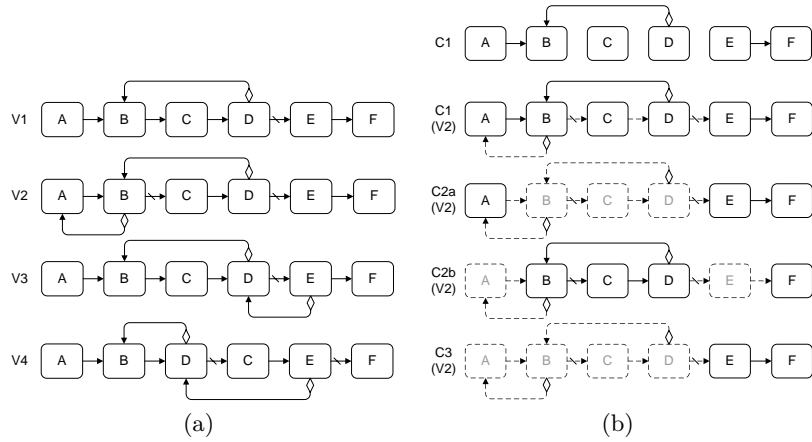 V1 A B C D E F
V2 A B C D E F
V3 A B C D E F
V4 A B D C E F
(a)
C1 A B C D E F
C1 (V2) A B C D E F
C2a (V2) A B C D E F
C2b (V2) A B C D E F
C3 (V2) A B C D E F
(b)